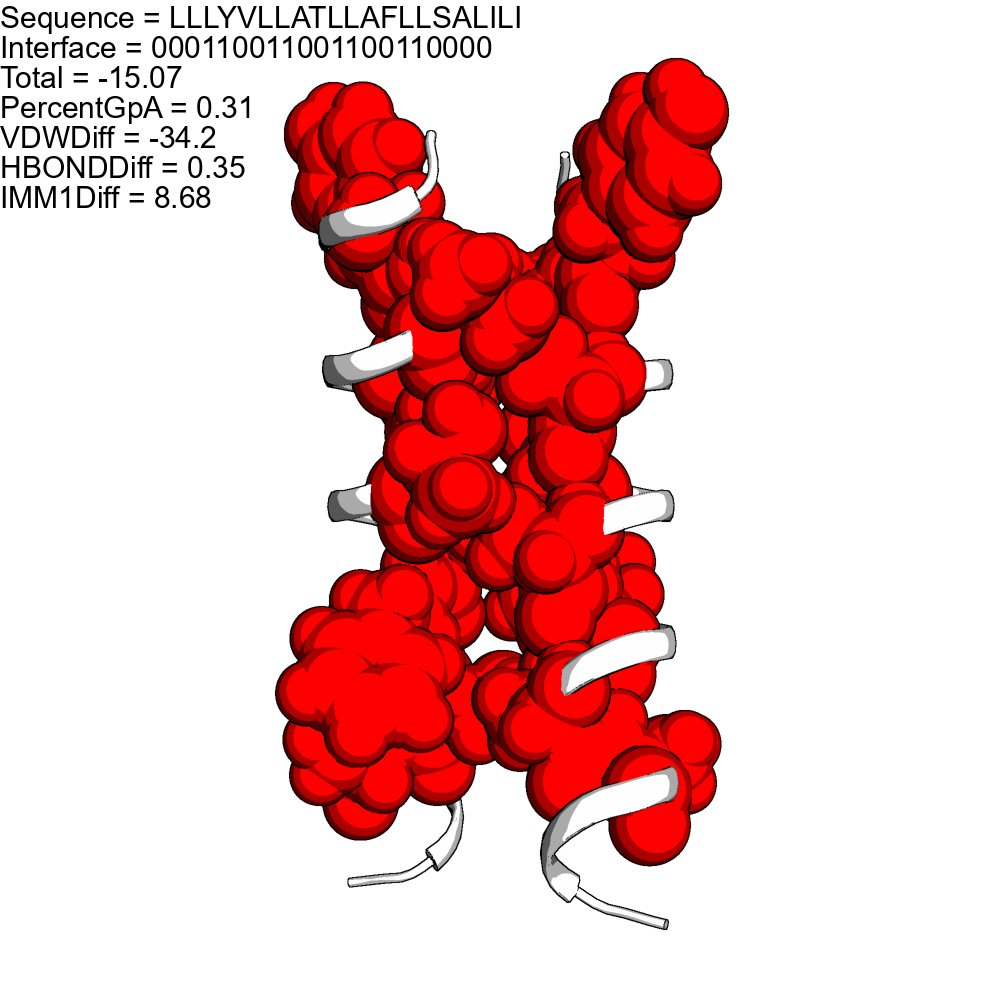 Sequence = LLLYVLLATLLAFLLSALILI
Interface = 000110011001100110000
Total = -15.07
PercentGpA = 0.31
VDWDiff = -34.2
HBONDDiff = 0.35
IMM1Diff = 8.68